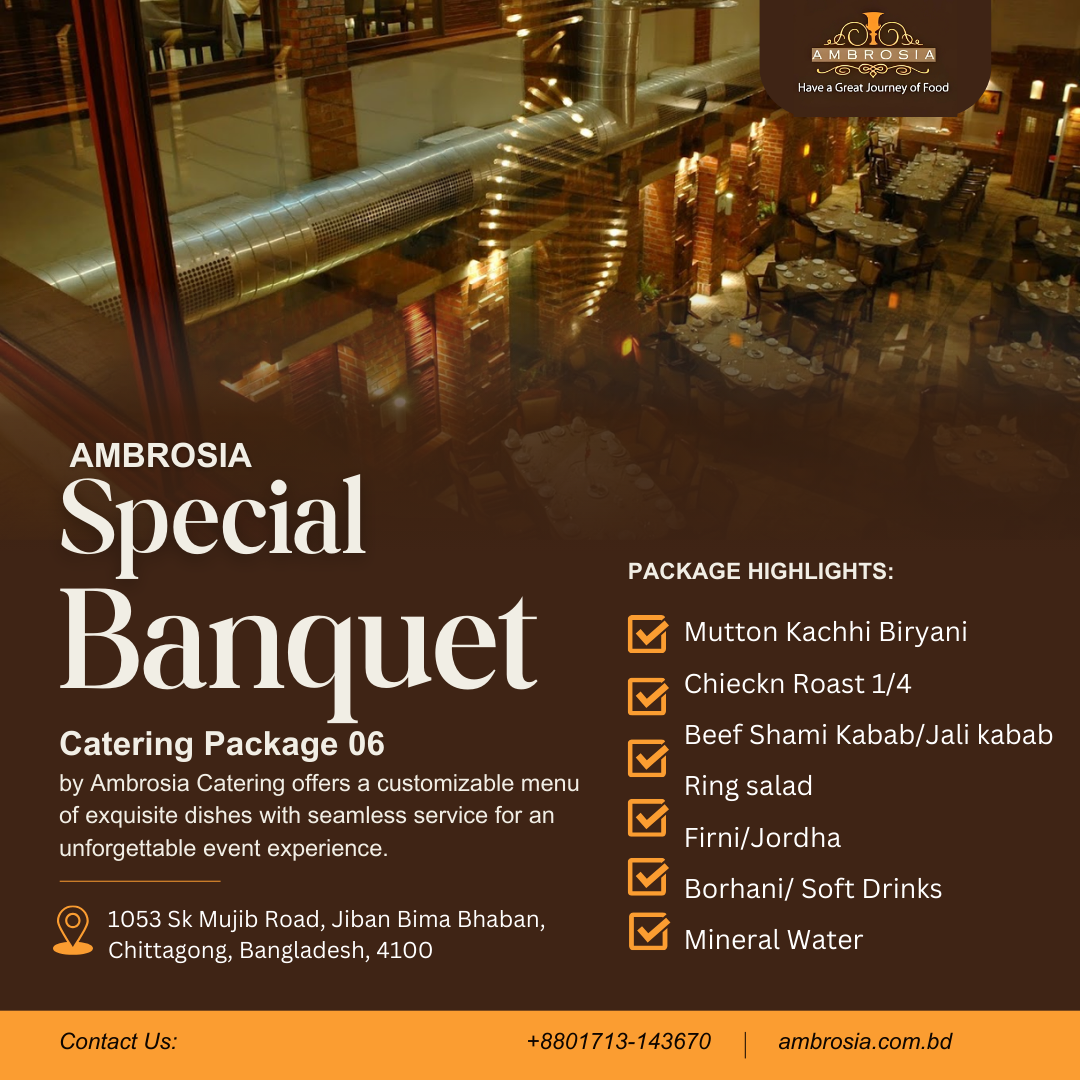 AMBROSIA
Have a Great Journey of Food
AMBROSIA
Special
Banquet
Catering Package 06
by Ambrosia Catering offers a customizable menu
of exquisite dishes with seamless service for an
unforgettable event experience.
1053 Sk Mujib Road, Jiban Bima Bhaban,
Chittagong, Bangladesh, 4100
PACKAGE HIGHLIGHTS:
Mutton Kachhi Biryani
Chieckn Roast 1/4
Beef Shami Kabab/Jali kabab
Ring salad
Firni/Jordha
Borhani/ Soft Drinks
Mineral Water
Contact Us: +8801713-143670 | ambrosia.com.bd